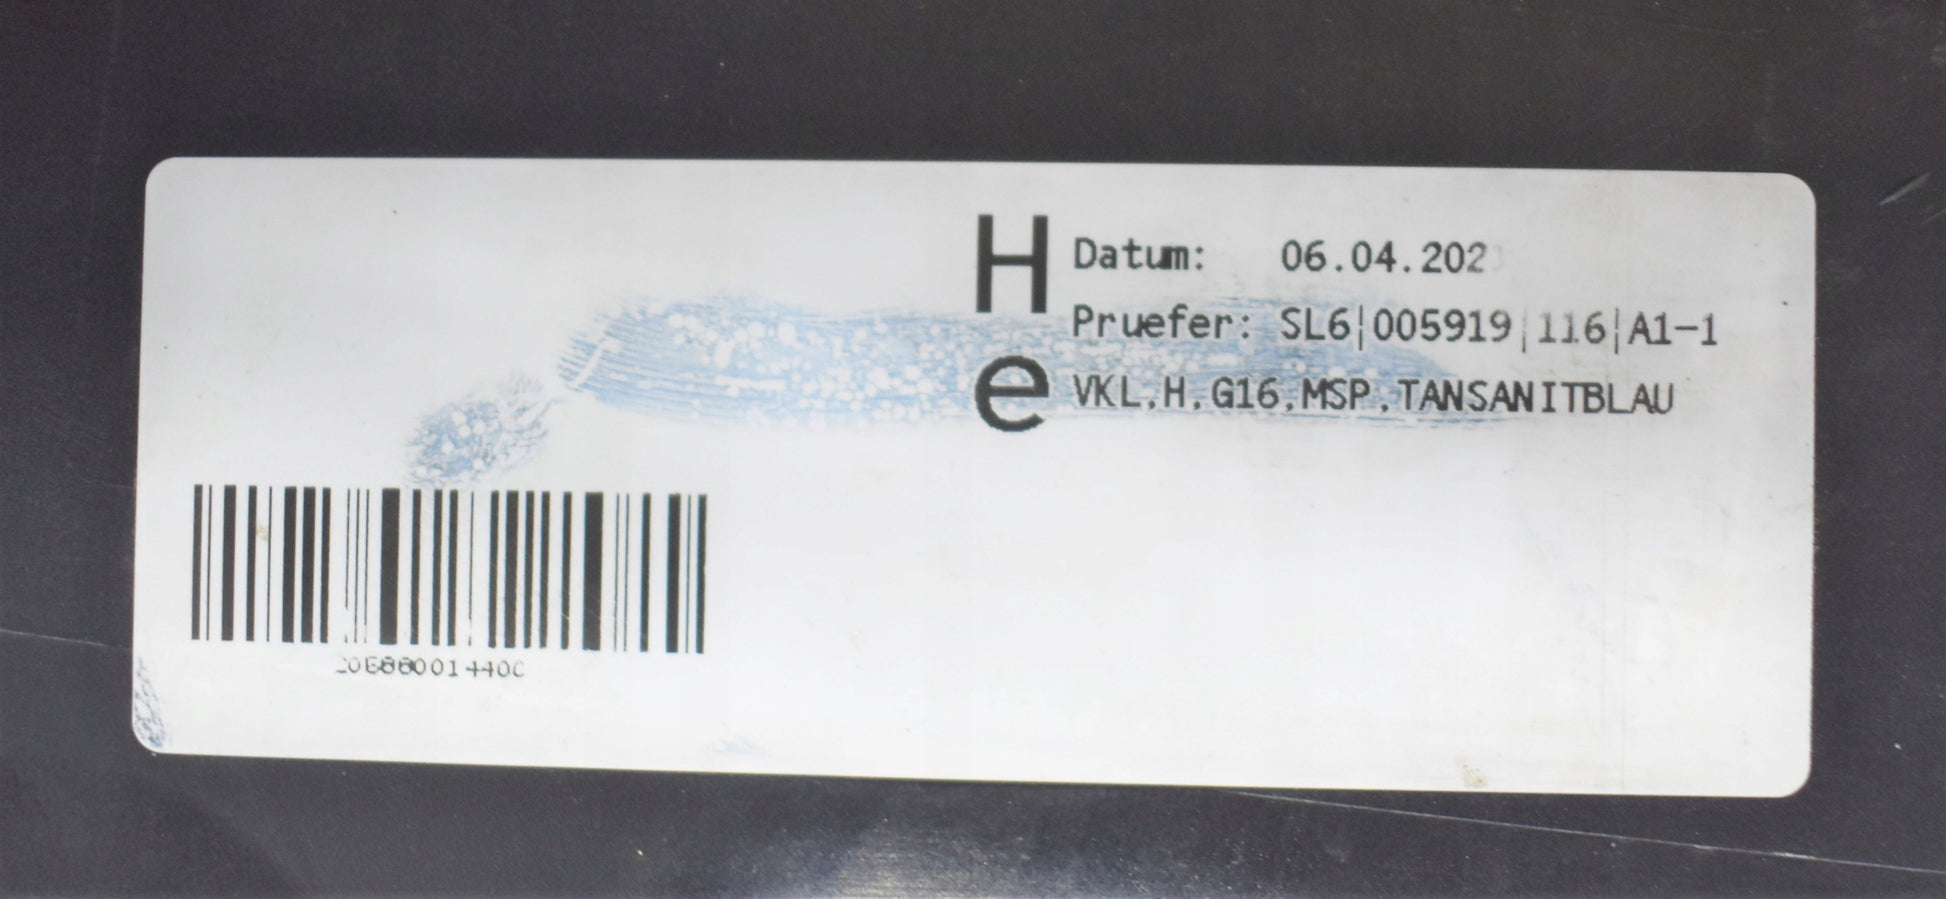 H
Datum: 06.04.202
Pruefer: SL6|005919|116|A1-1
e
VKL,H,G16,MSP,TANSANITBLAU